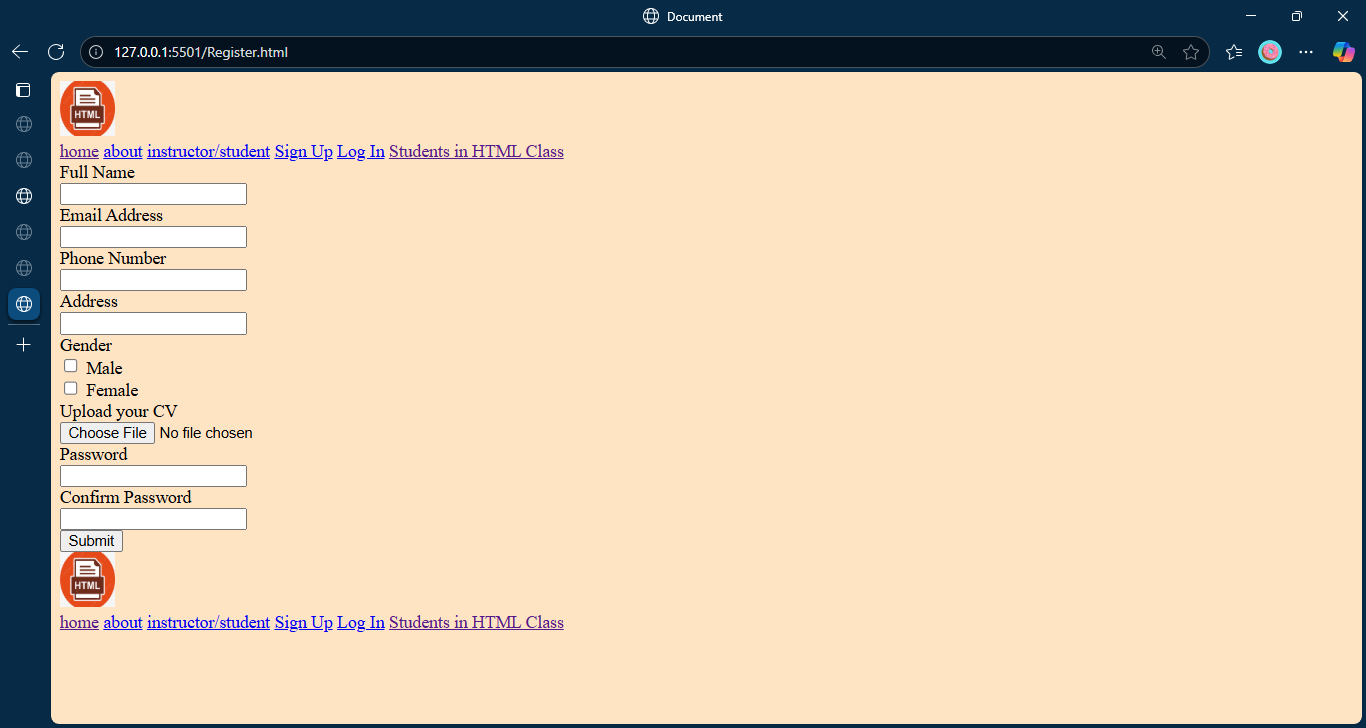 Document
127.0.0.1:5501/Register.html
HTML
home about instructor/student Sign Up Log In Students in HTML Class
Full Name
Email Address
Phone Number
Address
Gender
Male
Female
Upload your CV
Choose File No file chosen
Password
Confirm Password
Submit
HTML
home about instructor/student Sign Up Log In Students in HTML Class